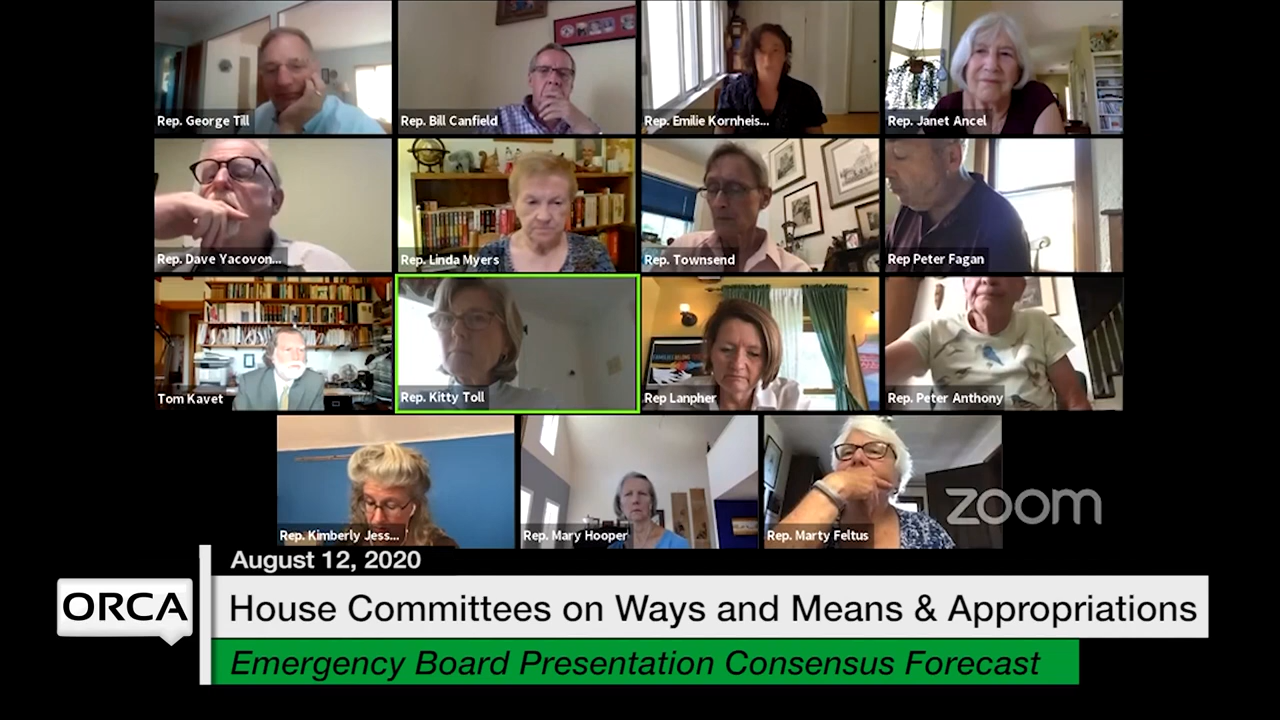 Rep. George Till
Rep. Bill Canfield
Rep. Emilie Kornheis...
Rep. Janet Ancel
Rep. Dave Yacovon...
Rep. Linda Myers
Rep. Townsend
Rep Peter Fagan
Tom Kavet
Rep. Kitty Toll
Rep Lanpher
Rep. Peter Anthony
Rep. Kimberly Jess...
Rep. Mary Hooper
Rep. Marty Feltus
zoom
August 12, 2020
ORCA
House Committees on Ways and Means & Appropriations
Emergency Board Presentation Consensus Forecast